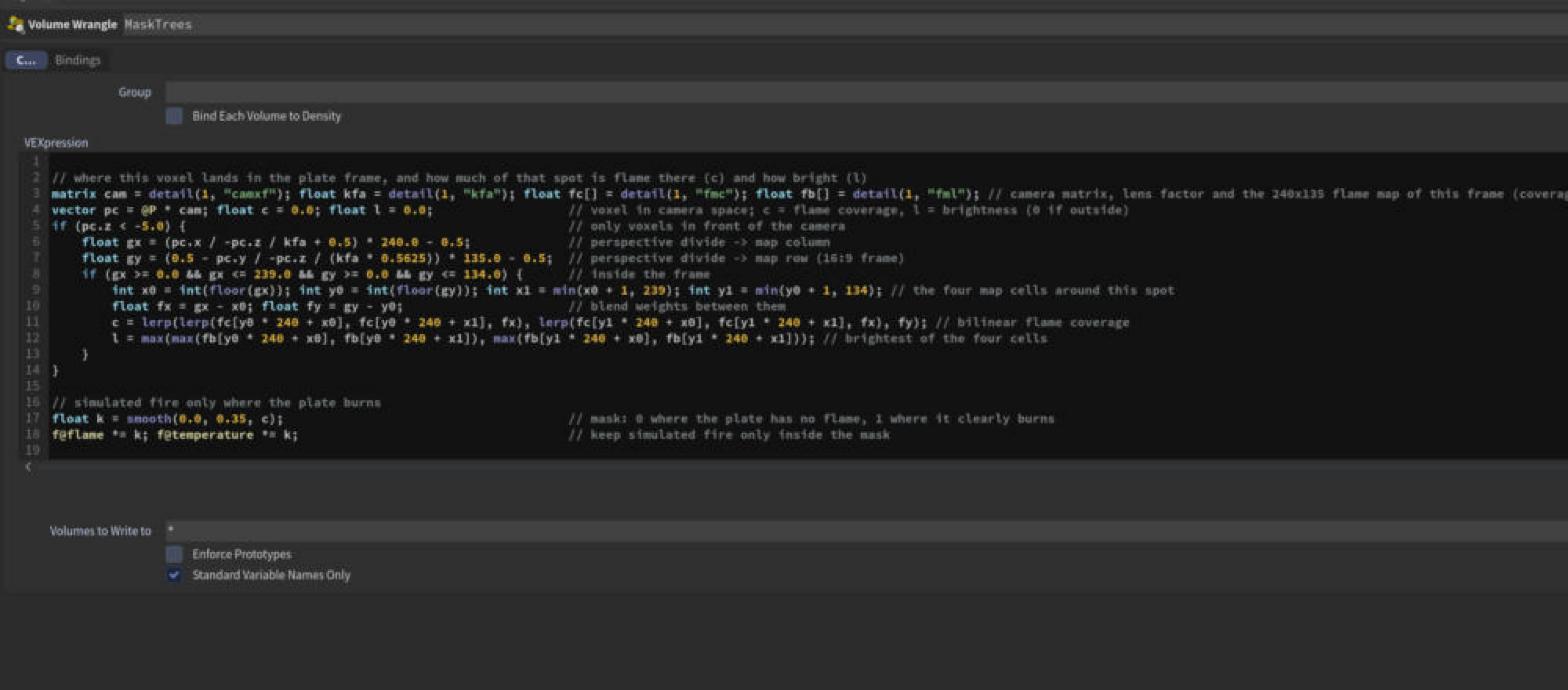 Volume Wrangle MaskTrees
C... Bindings
Group
Bind Each Volume to Density
VEXpression
1
2 // where this voxel lands in the plate frame, and how much of that spot is flame there (c) and how bright (l)
3 matrix cam = detail(1, "camxf"); float kfa = detail(1, "kfa"); float fc[] = detail(1, "fmc"); float fb[] = detail(1, "fml"); // camera matrix, lens factor and the 240x135 flame map of this frame (coverag
4 vector pc = @P * cam; float c = 0.0; float l = 0.0; // voxel in camera space; c = flame coverage, l = brightness (0 if outside)
5 if (pc.z < -5.0) { // only voxels in front of the camera
6 float gx = (pc.x / -pc.z / kfa + 0.5) * 240.0 - 0.5; // perspective divide -> map column
7 float gy = (0.5 - pc.y / -pc.z / (kfa * 0.5625)) * 135.0 - 0.5; // perspective divide -> map row (16:9 frame)
8 if (gx >= 0.0 && gx <= 239.0 && gy >= 0.0 && gy <= 134.0) { // inside the frame
9 int x0 = int(floor(gx)); int y0 = int(floor(gy)); int x1 = min(x0 + 1, 239); int y1 = min(y0 + 1, 134); // the four map cells around this spot
10 float fx = gx - x0; float fy = gy - y0; // blend weights between them
11 c = lerp(lerp(fc[y0 * 240 + x0], fc[y0 * 240 + x1], fx), lerp(fc[y1 * 240 + x0], fc[y1 * 240 + x1], fx), fy); // bilinear flame coverage
12 l = max(max(fb[y0 * 240 + x0], fb[y0 * 240 + x1]), max(fb[y1 * 240 + x0], fb[y1 * 240 + x1])); // brightest of the four cells
13 }
14 }
15
16 // simulated fire only where the plate burns
17 float k = smooth(0.0, 0.35, c); // mask: 0 where the plate has no flame, 1 where it clearly burns
18 f@flame *= k; f@temperature *= k; // keep simulated fire only inside the mask
19
Volumes to Write to *
Enforce Prototypes
Standard Variable Names Only